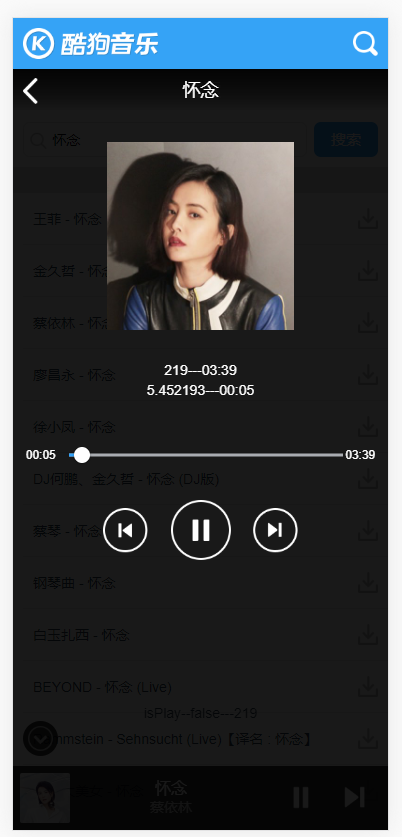 酷狗音乐
怀念
怀念
搜索
王菲 - 怀念
金久哲 - 怀念
蔡依林 - 怀念
廖昌永 - 怀念
219---03:39
5.452193---00:05
徐小凤 - 怀念
00:05 03:39
DJ何鹏、金久哲 - 怀念 (DJ版)
蔡琴 - 怀念
钢琴曲 - 怀念
白玉扎西 - 怀念
BEYOND - 怀念 (Live)
isPlay--false---219
mmstein - Sehnsucht (Live)【译名 : 怀念】
怀念
蔡依林